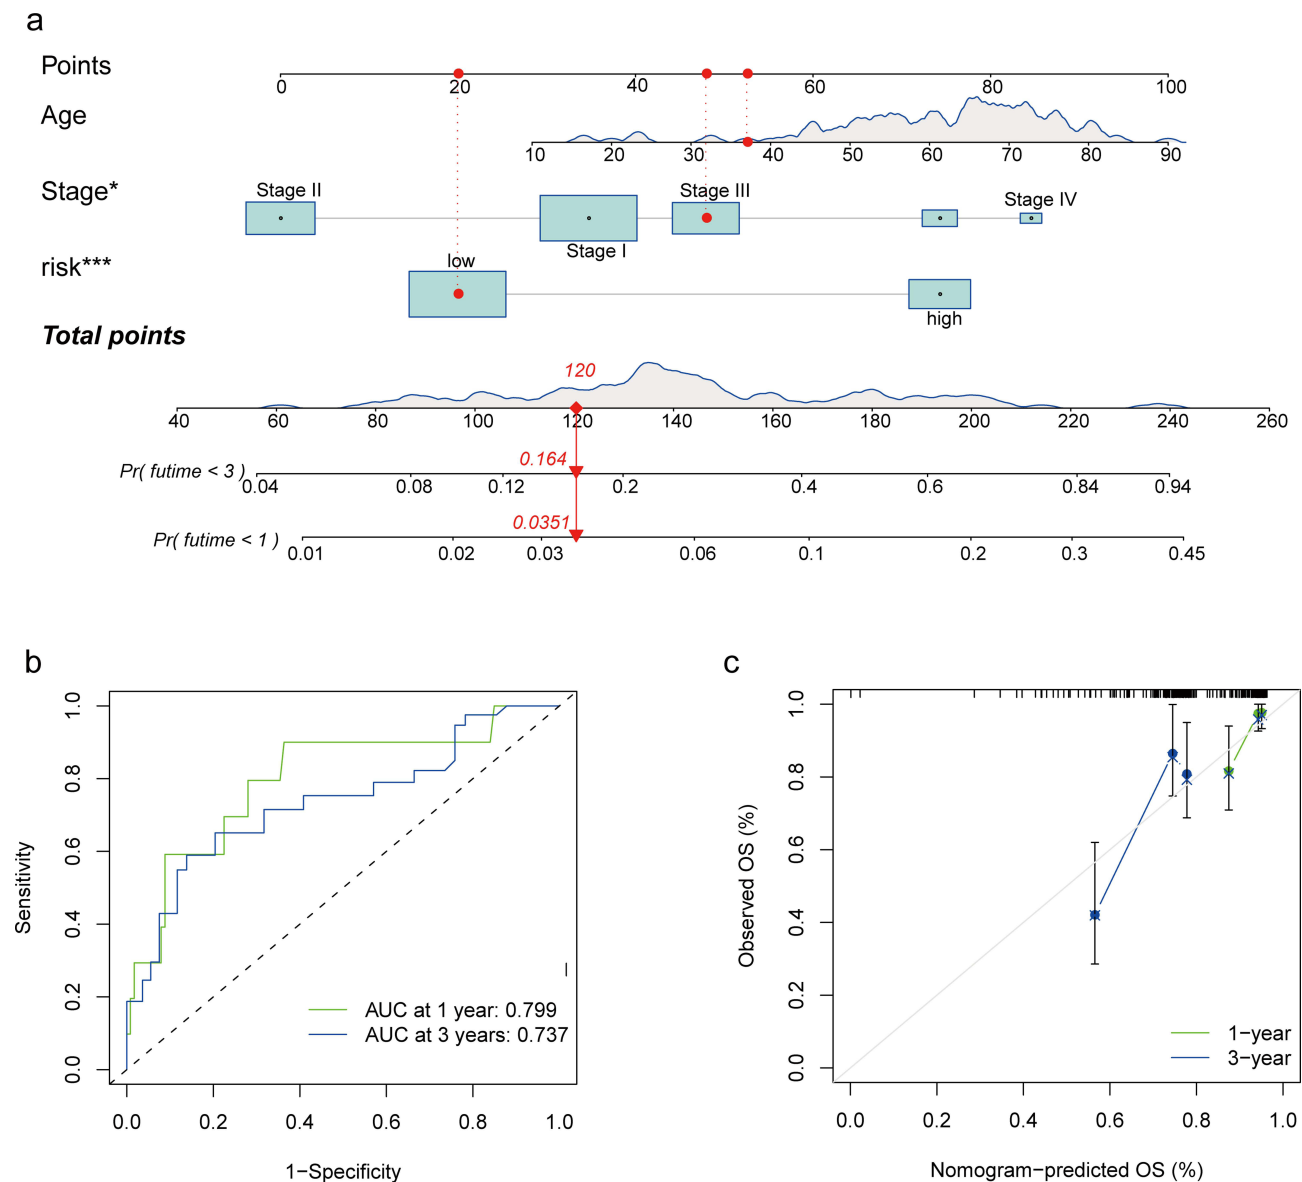 a
Points
0 20 40 60 80 100
Age
10 20 30 40 50 60 70 80 90
Stage*
Stage II
Stage I
Stage III
Stage IV
risk***
low
high
Total points
120
40 60 80 100 120 140 160 180 200 220 240 260
0.164
Pr( futime < 3 )
0.04 0.08 0.12 0.2 0.4 0.6 0.84 0.94
0.0351
Pr( futime < 1 )
0.01 0.02 0.03 0.06 0.1 0.2 0.3 0.45
b
Sensitivity
1.0
0.8
0.6
0.4
0.2
0.0
AUC at 1 year: 0.799
AUC at 3 years: 0.737
0.0 0.2 0.4 0.6 0.8 1.0
1−Specificity
c
Observed OS (%)
1.0
0.8
0.6
0.4
0.2
0.0
1−year
3−year
0.0 0.2 0.4 0.6 0.8 1.0
Nomogram−predicted OS (%)